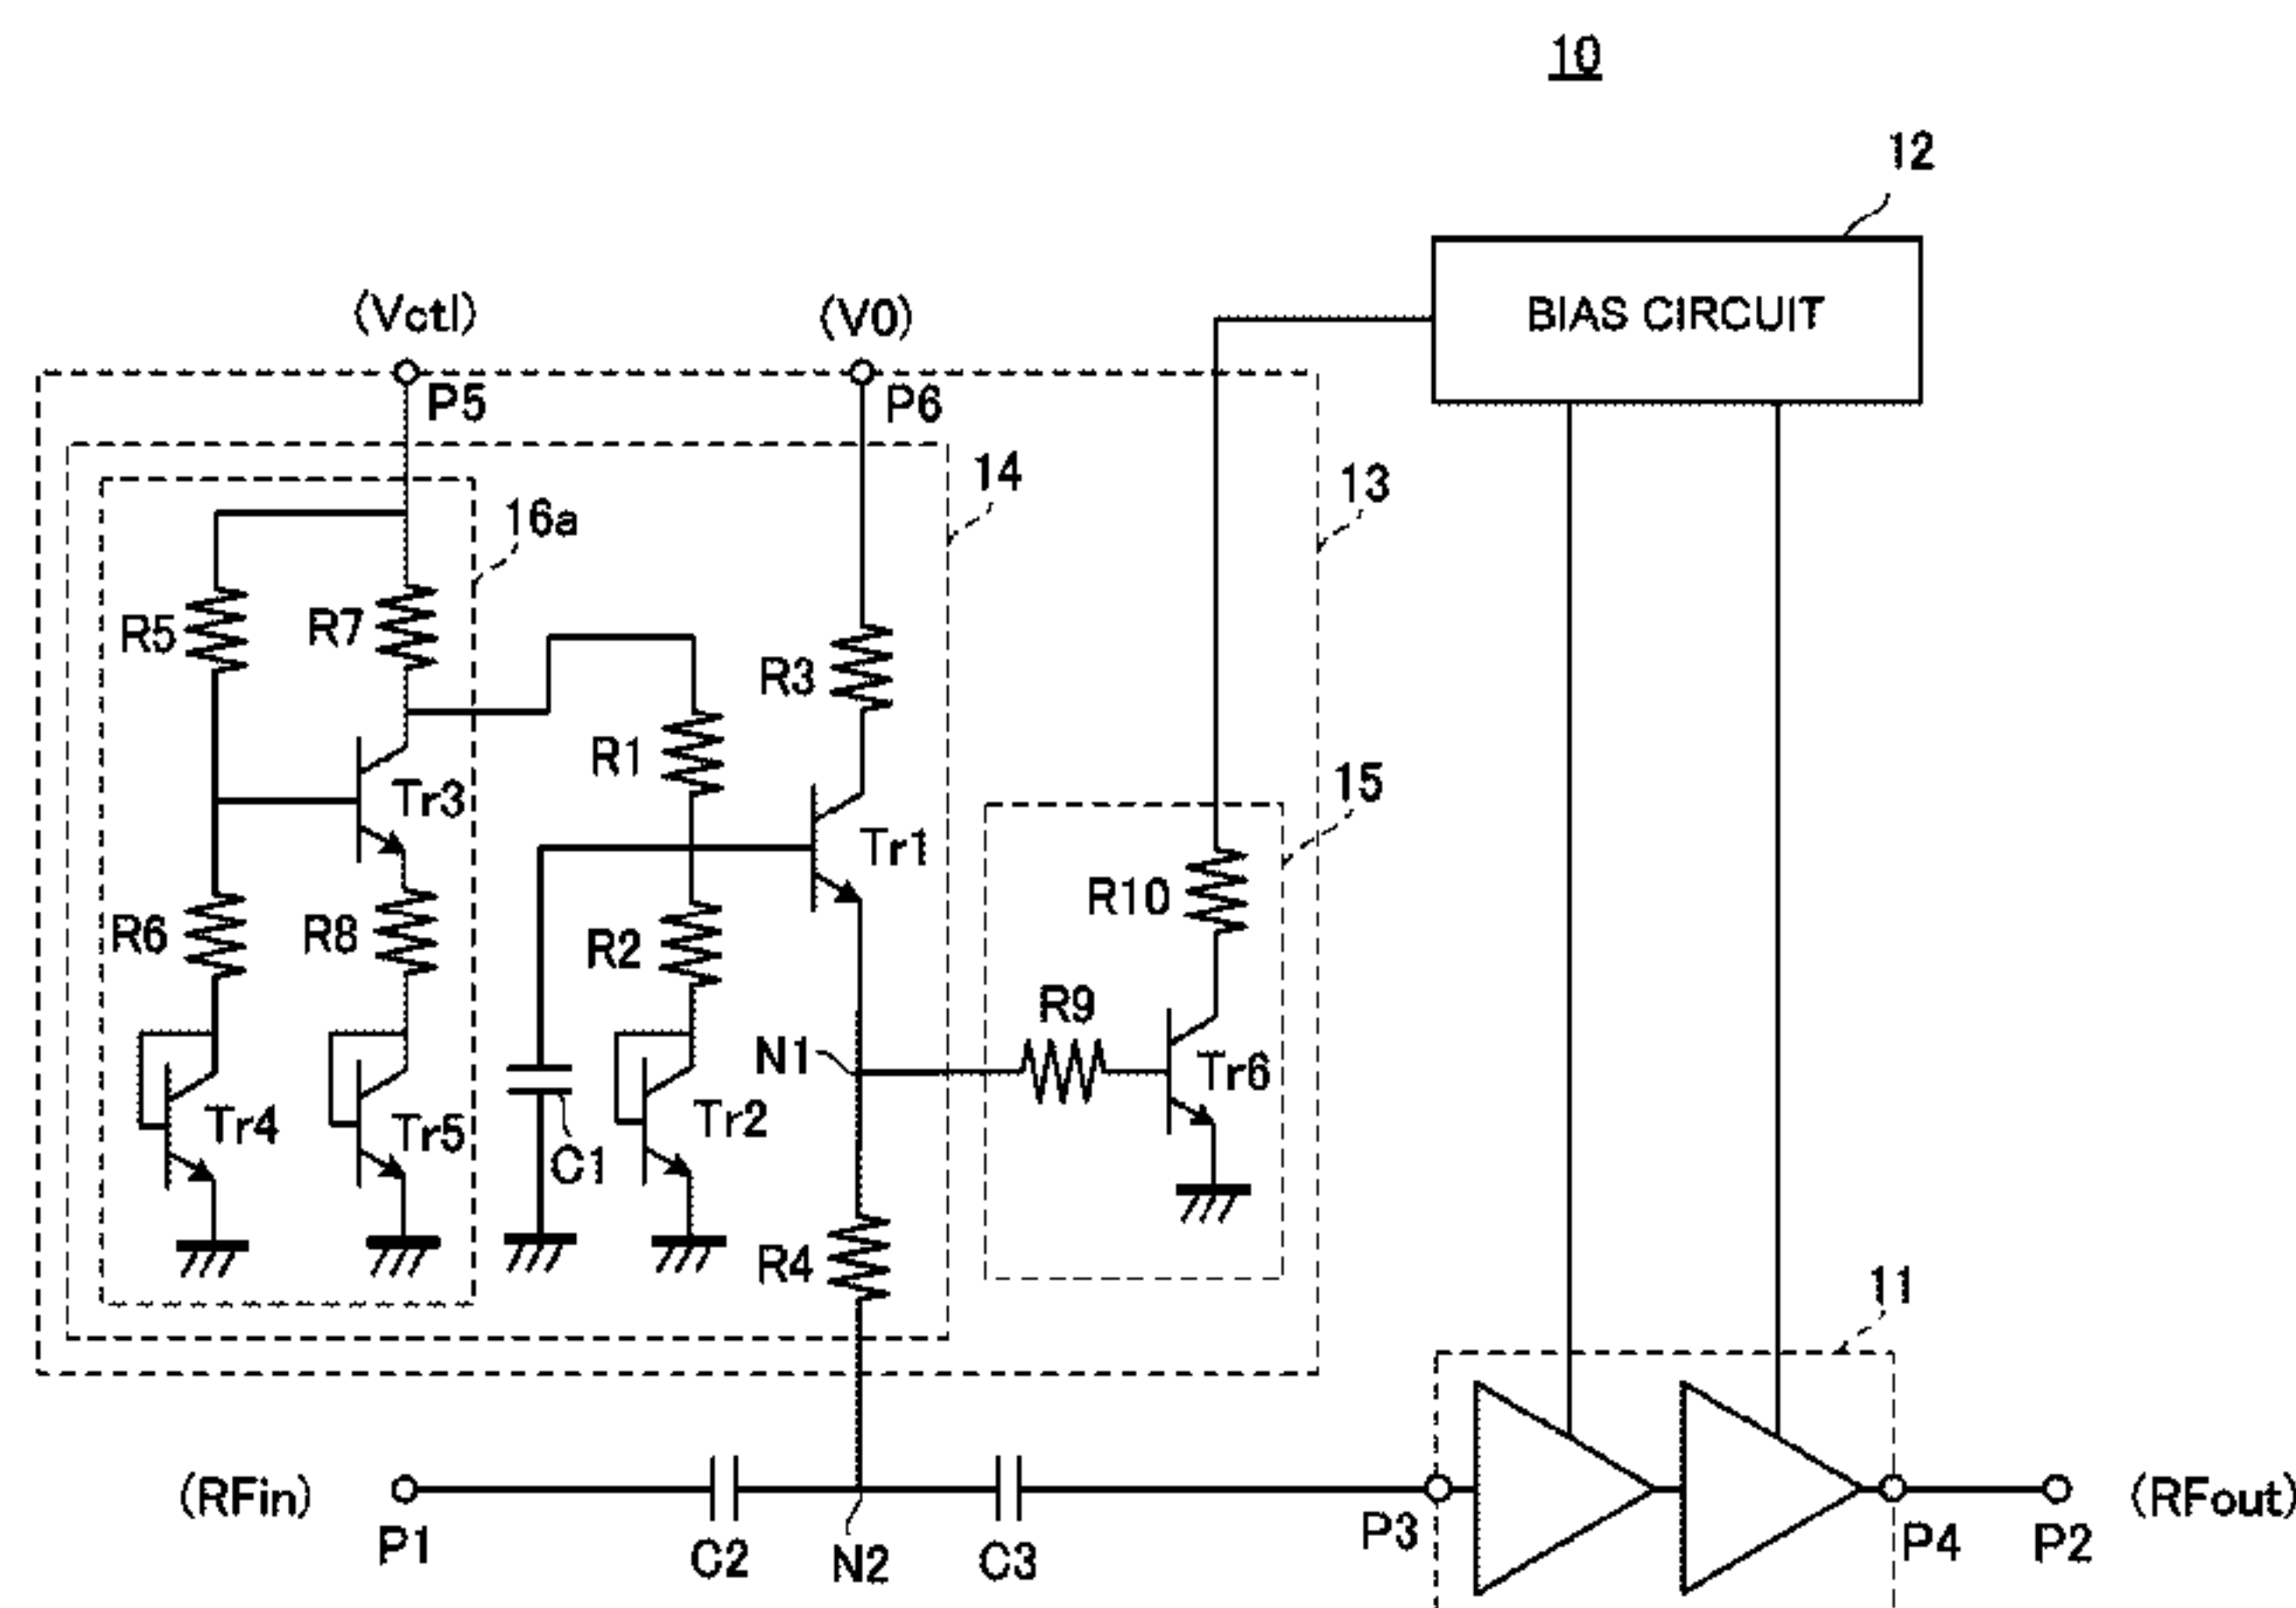 10
12
BIAS CIRCUIT
(Vctl)
(V0)
P5
P6
14
13
16a
R5
R7
R3
R1
Tr3
Tr1
15
R10
R6
R8
R2
R9
N1
Tr6
Tr4
Tr5
C1
Tr2
R4
11
(RFin)
P1
C2
N2
C3
P3
P4
P2
(RFout)